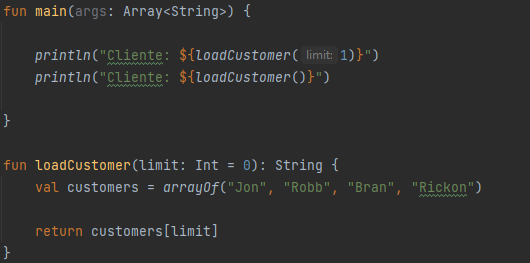 fun main(args: Array<String>) {
println("Cliente: ${loadCustomer( limit: 1)}")
println("Cliente: ${loadCustomer()}")
}
fun loadCustomer(limit: Int = 0): String {
val customers = arrayOf("Jon", "Robb", "Bran", "Rickon")
return customers[limit]
}